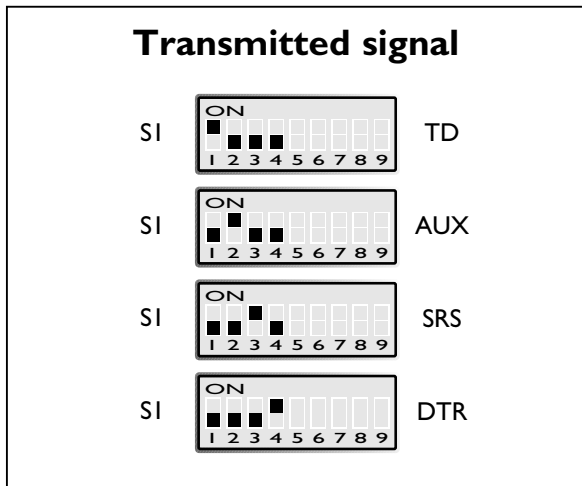 Transmitted signal
ON
S1 TD
1 2 3 4 5 6 7 8 9
ON
S1 AUX
1 2 3 4 5 6 7 8 9
ON
S1 SRS
1 2 3 4 5 6 7 8 9
ON
S1 DTR
1 2 3 4 5 6 7 8 9